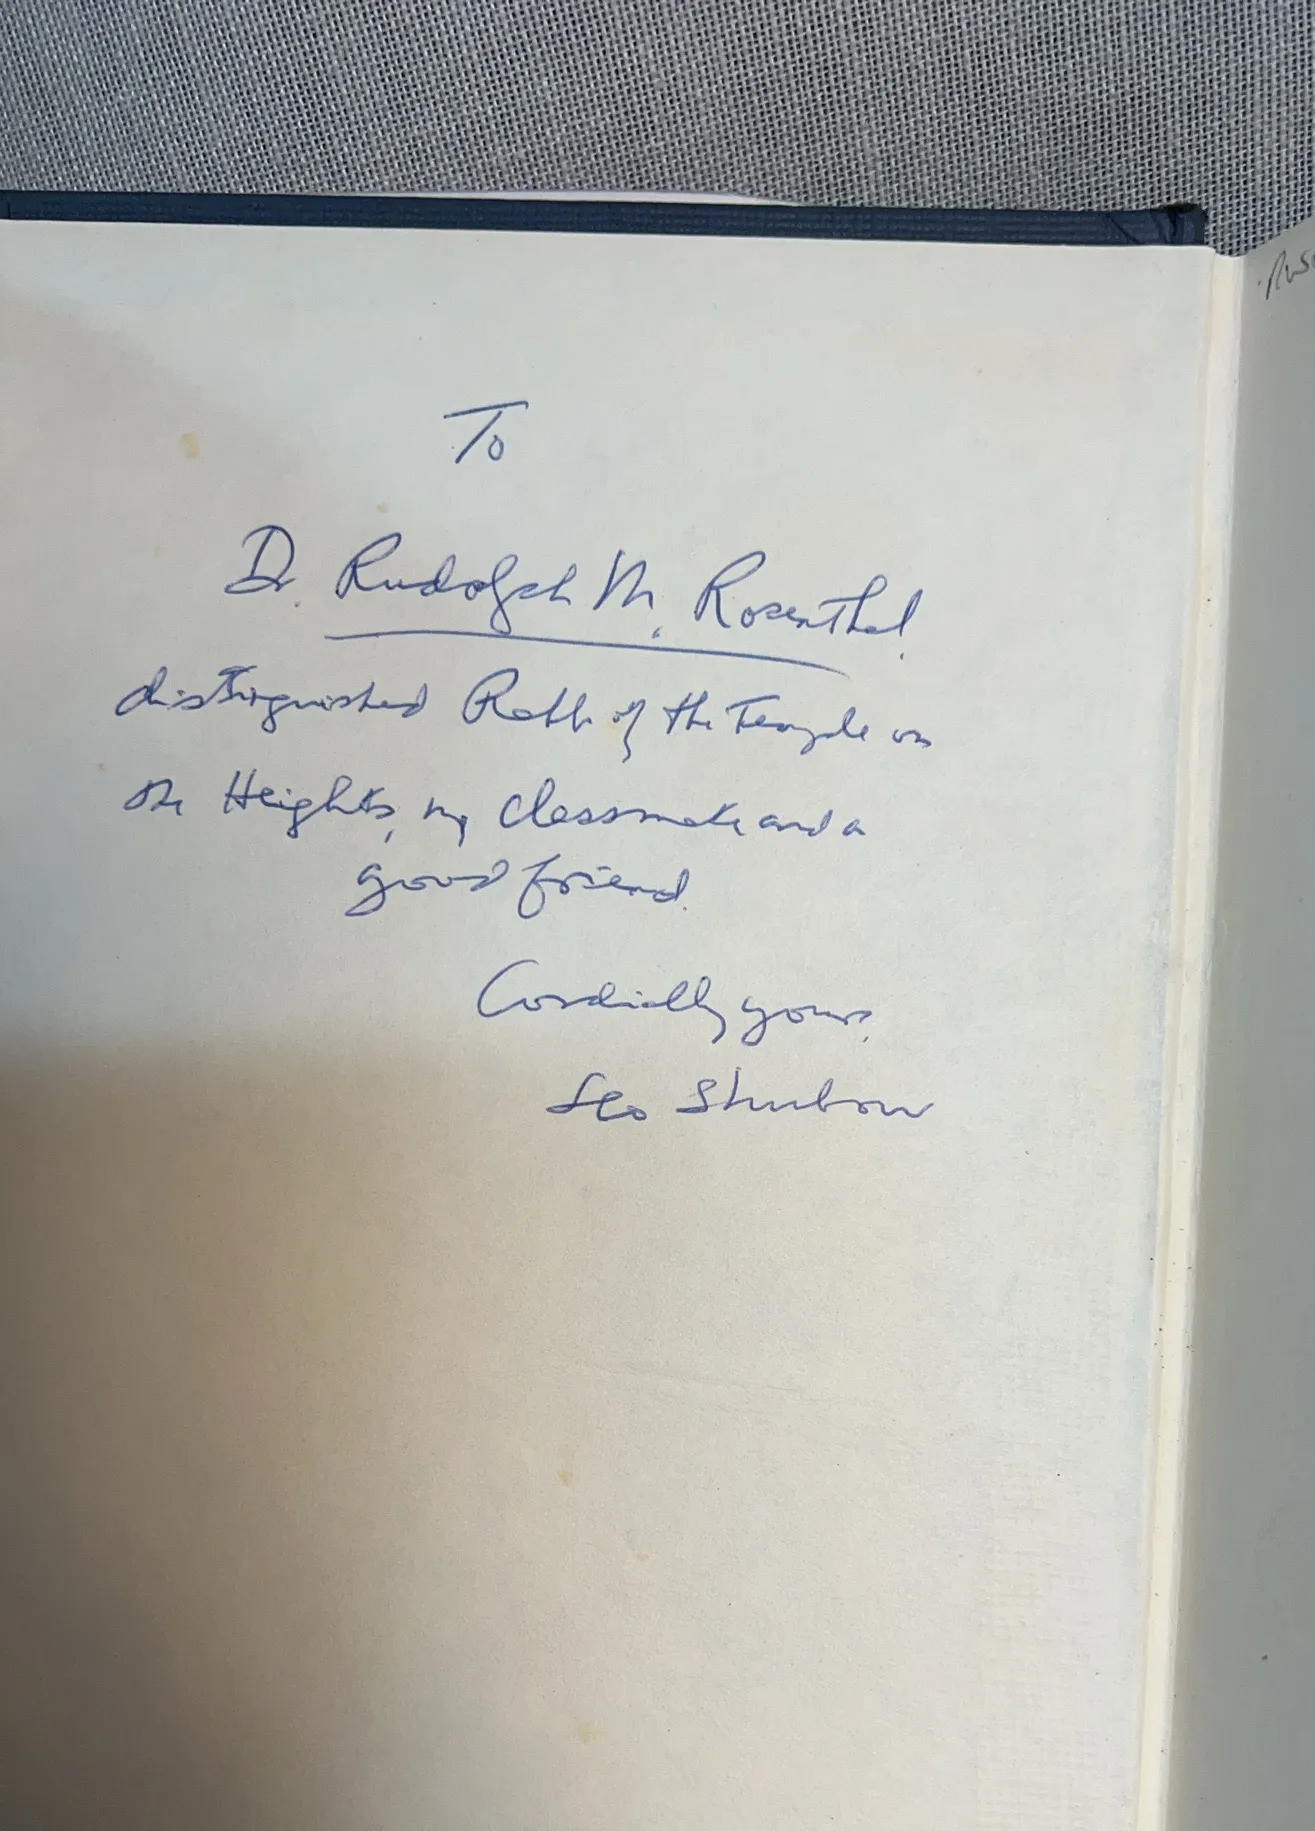 To
Dr. Rudolph M. Rosenthal,
distinguished Rabbi of the Temple on
the Heights, my classmate and a
good friend.
Cordially yours,
Leo Shubow